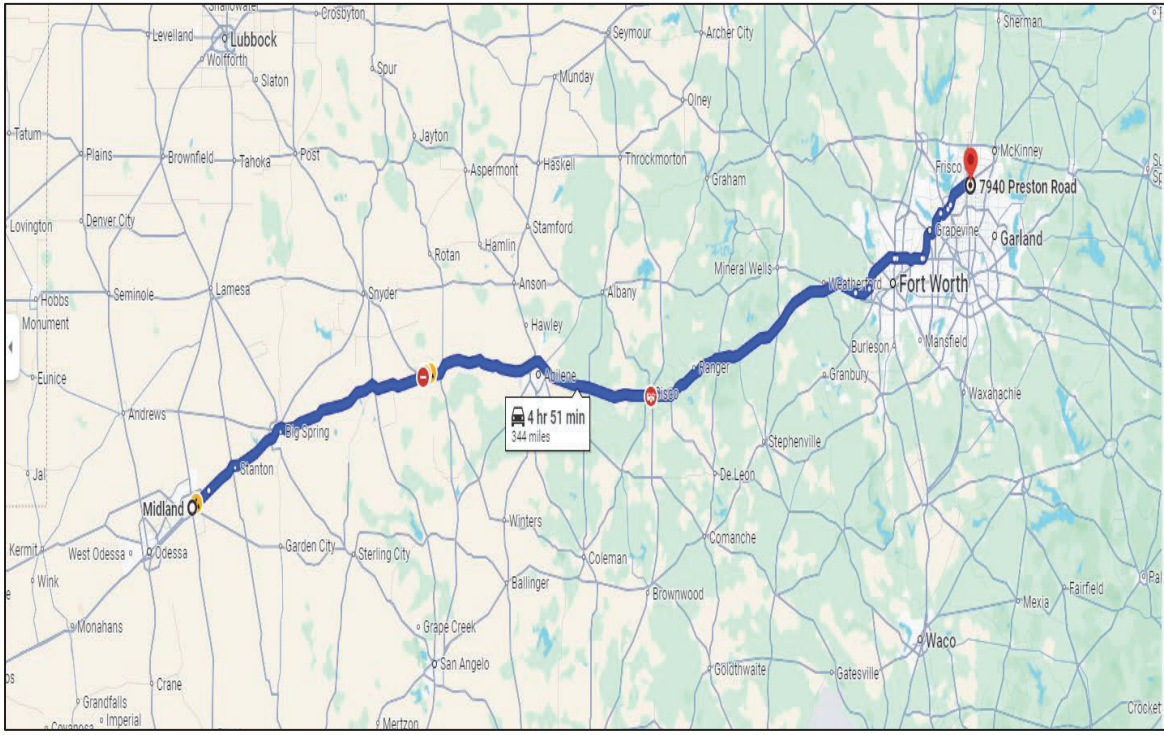 Shallowater
Crosbyton
Sherman
Levelland
Lubbock
Seymour
Archer City
Wolfforth
Slaton
Spur
Munday
Olney
Tatum
Plains
Brownfield
Tahoka
Post
Jayton
Aspermont
Haskell
Throckmorton
Graham
McKinney
Frisco
7940 Preston Road
Lovington
Denver City
Stamford
Hamlin
Rotan
Grapevine
Garland
Mineral Wells
Hobbs
Seminole
Lamesa
Snyder
Anson
Albany
Weatherford
Fort Worth
Monument
Hawley
Burleson
Mansfield
Eunice
Abilene
Cisco
Ranger
Granbury
Waxahachie
Andrews
Big Spring
4 hr 51 min
344 miles
Stephenville
Jal
Stanton
De Leon
Midland
Winters
Kermit
West Odessa
Odessa
Garden City
Sterling City
Coleman
Comanche
Wink
Ballinger
Brownwood
Fairfield
Mexia
Monahans
Grape Creek
Waco
San Angelo
Goldthwaite
Gatesville
Crane
Grandfalls
Imperial
Mertzon
Crockett